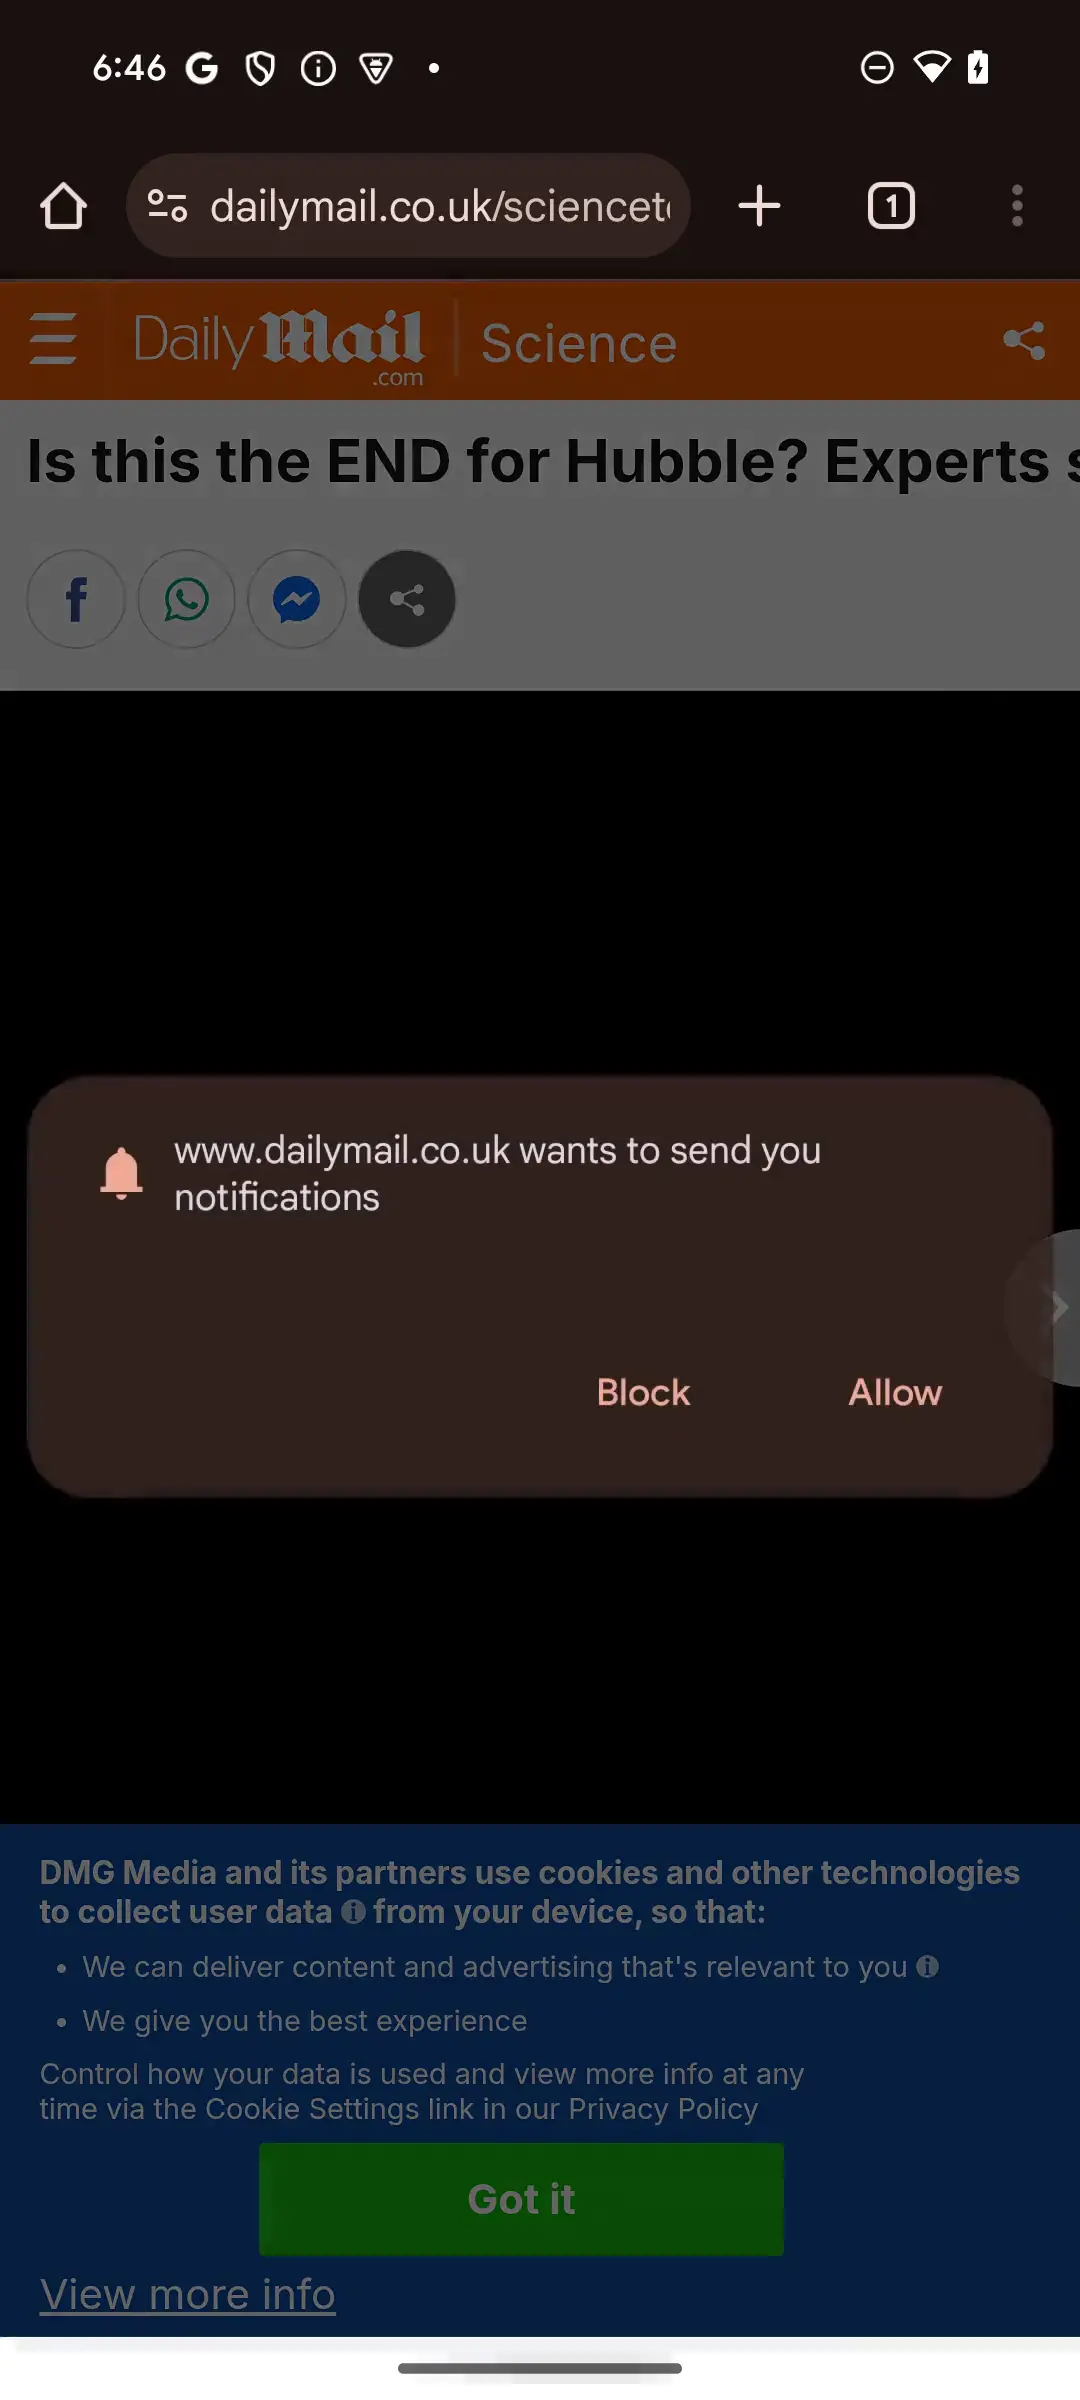 6:46
dailymail.co.uk/sciencet
1
Daily Mail
.com
Science
Is this the END for Hubble? Experts s
www.dailymail.co.uk wants to send you
notifications
Block
Allow
DMG Media and its partners use cookies and other technologies
to collect user data from your device, so that:
• We can deliver content and advertising that's relevant to you
• We give you the best experience
Control how your data is used and view more info at any
time via the Cookie Settings link in our Privacy Policy
Got it
View more info